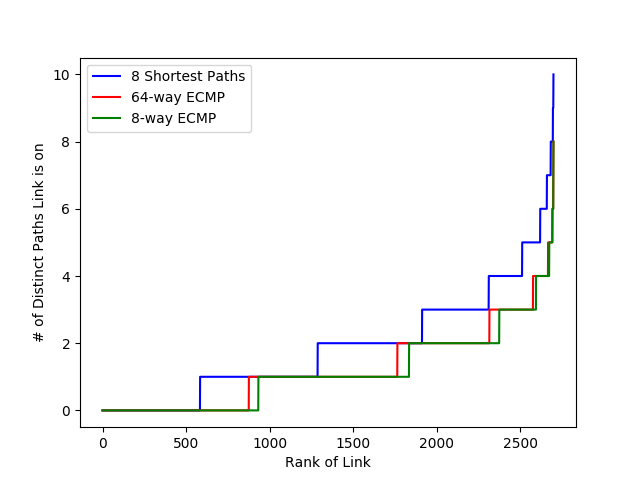 10
8
6
4
2
0
# of Distinct Paths Link is on
8 Shortest Paths
64-way ECMP
8-way ECMP
0 500 1000 1500 2000 2500
Rank of Link